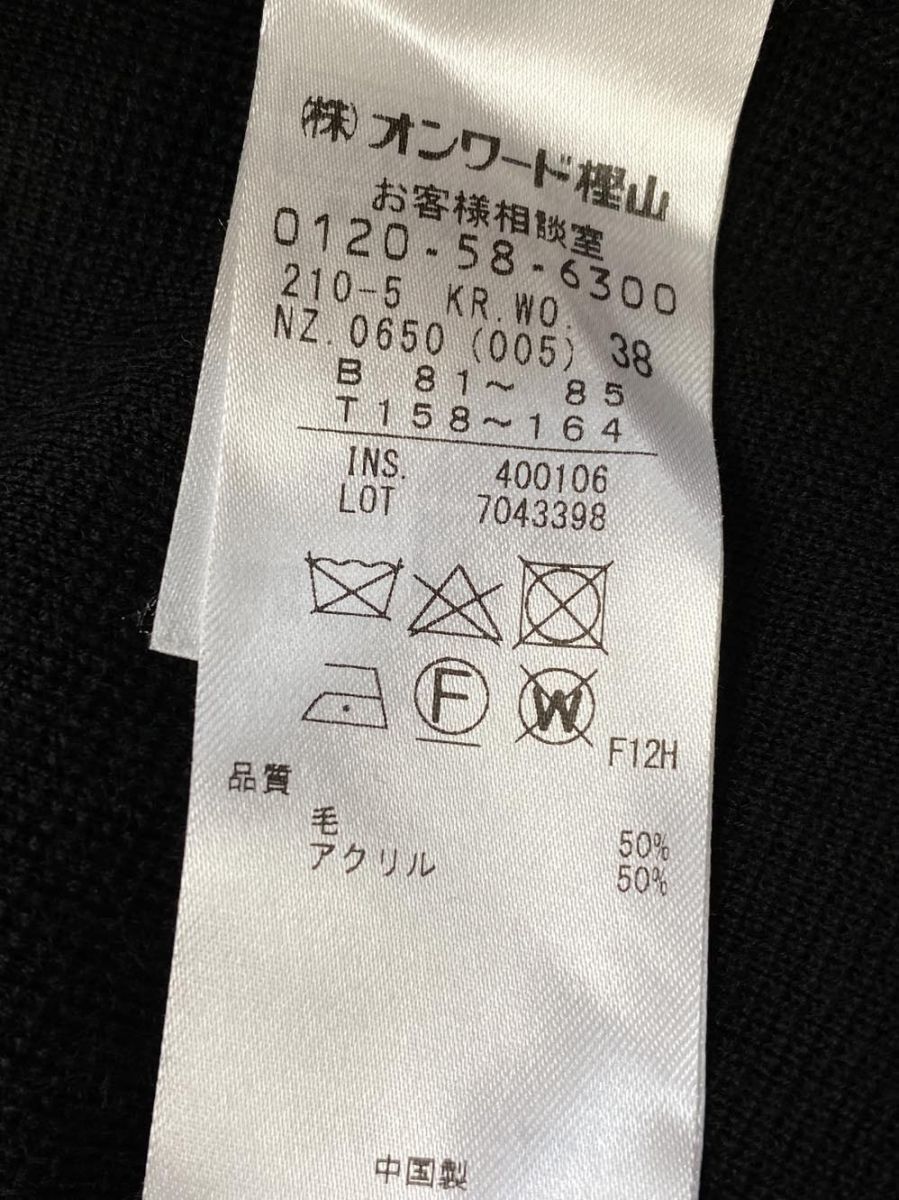 ㈱オンワード樫山
お客様相談室
0120-58-6300
210-5 KR.WO.
NZ.0650 (005) 38
B 81～ 85
T158～164
INS. 400106
LOT 7043398
F
W
F12H
品質
毛 50%
アクリル 50%
中国製